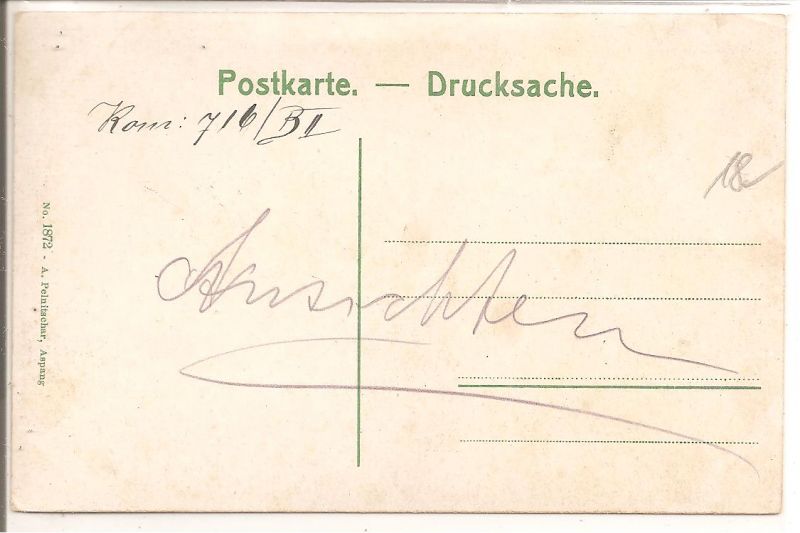 Postkarte. — Drucksache.
Kom: 716/B II
18
Ansichten
No. 1872 - A. Pelnitschar, Aspang